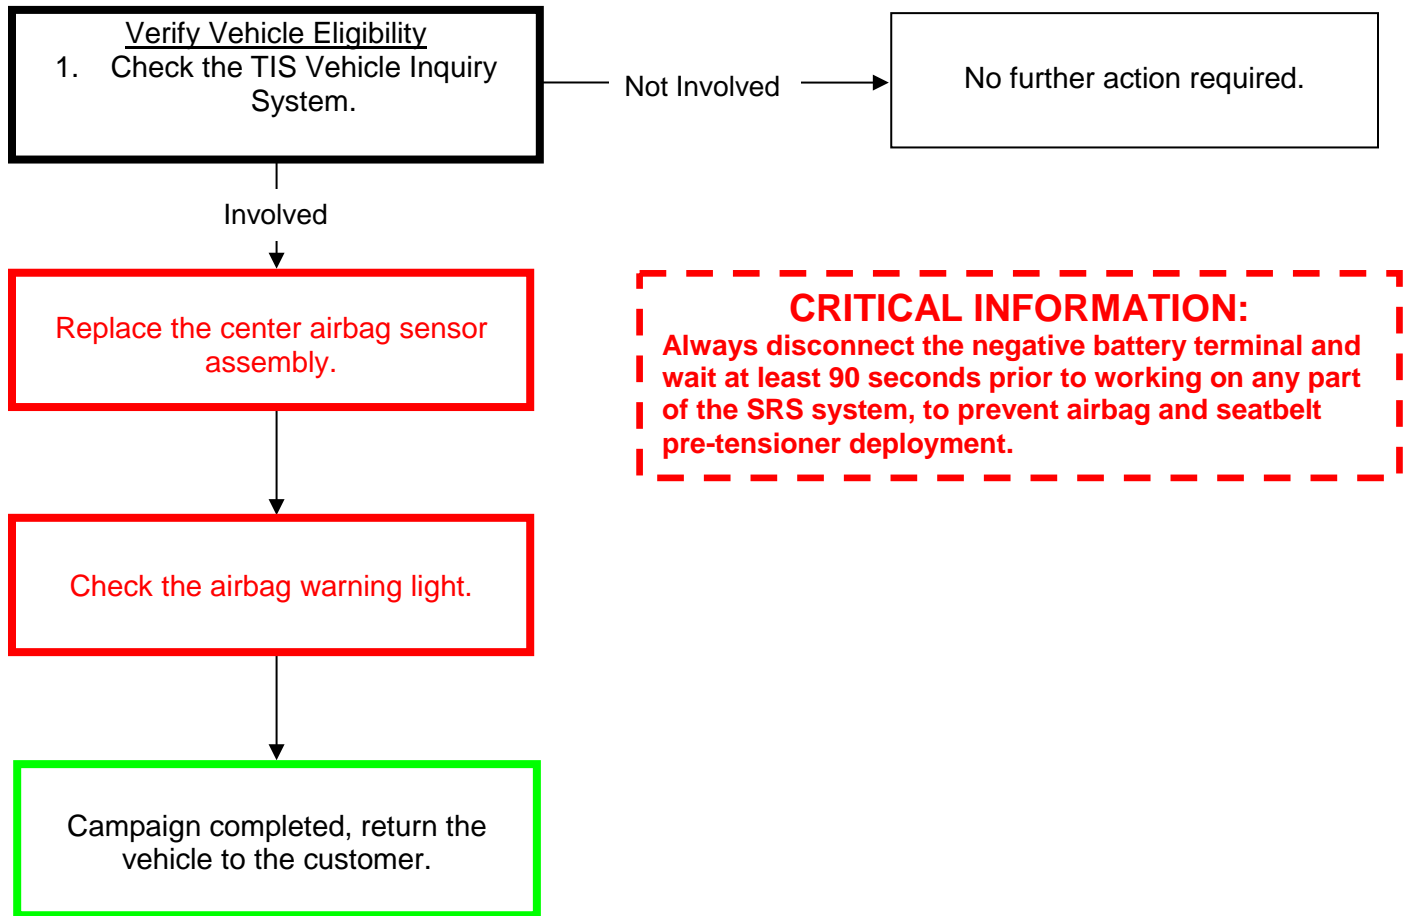 Verify Vehicle Eligibility
1. Check the TIS Vehicle Inquiry
System.
Not Involved
No further action required.
Involved
Replace the center airbag sensor
assembly.
CRITICAL INFORMATION:
Always disconnect the negative battery terminal and
wait at least 90 seconds prior to working on any part
of the SRS system, to prevent airbag and seatbelt
pre-tensioner deployment.
Check the airbag warning light.
Campaign completed, return the
vehicle to the customer.